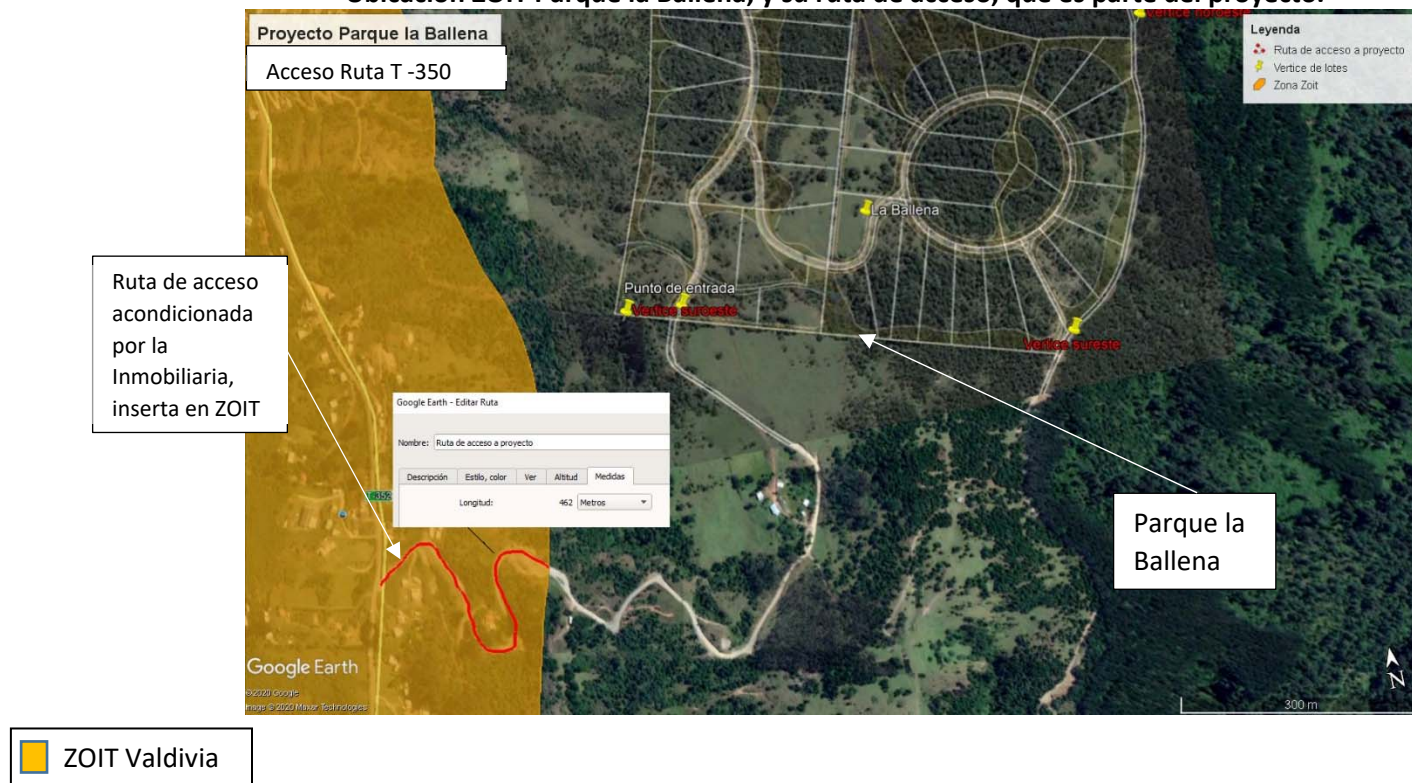 Ubicación ZOIT Parque la Ballena, y su ruta de acceso, que es parte del proyecto.
Proyecto Parque la Ballena
Acceso Ruta T -350
Vertice noroeste
Leyenda
Ruta de acceso a proyecto
Vertice de lotes
Zona Zoit
La Ballena
Punto de entrada
Vertice suroeste
Vertice sureste
Ruta de acceso
acondicionada
por la
Inmobiliaria,
inserta en ZOIT
Google Earth - Editar Ruta
Nombre: Ruta de acceso a proyecto
Descripción Estilo, color Ver Altitud Medidas
Longitud: 462 Metros
Parque la
Ballena
Google Earth
©2020 Google
Image © 2020 Maxar Technologies
N
300 m
ZOIT Valdivia